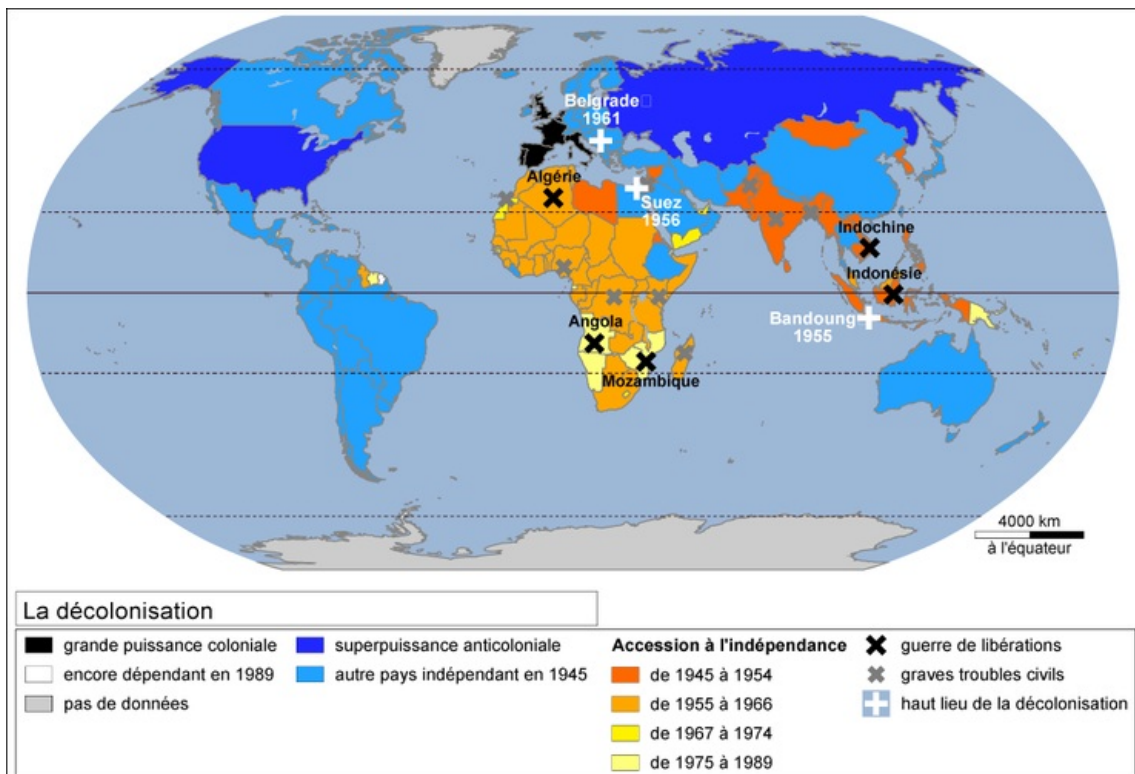 Belgrade
1961
Algérie
Suez
1956
Indochine
Indonésie
Bandoung
1955
Angola
Mozambique
4000 km
à l'équateur
La décolonisation
grande puissance coloniale
encore dépendant en 1989
pas de données
superpuissance anticoloniale
autre pays indépendant en 1945
Accession à l'indépendance
de 1945 à 1954
de 1955 à 1966
de 1967 à 1974
de 1975 à 1989
guerre de libérations
graves troubles civils
haut lieu de la décolonisation